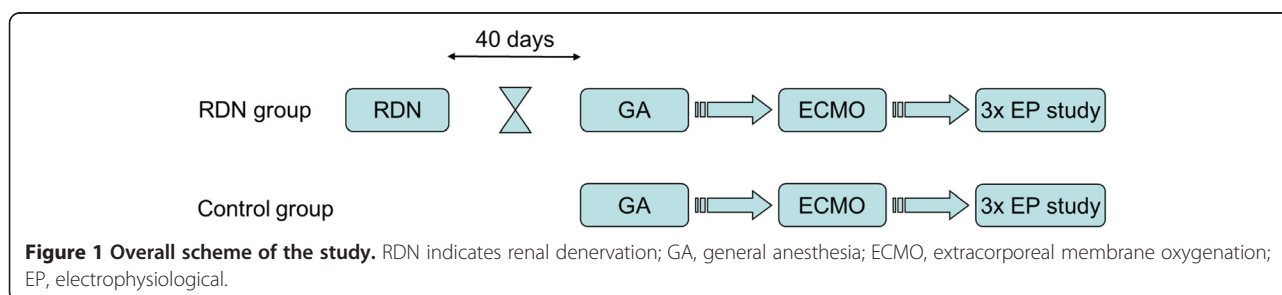 40 days
RDN group RDN GA ECMO 3x EP study
Control group GA ECMO 3x EP study
Figure 1 Overall scheme of the study. RDN indicates renal denervation; GA, general anesthesia; ECMO, extracorporeal membrane oxygenation;
EP, electrophysiological.